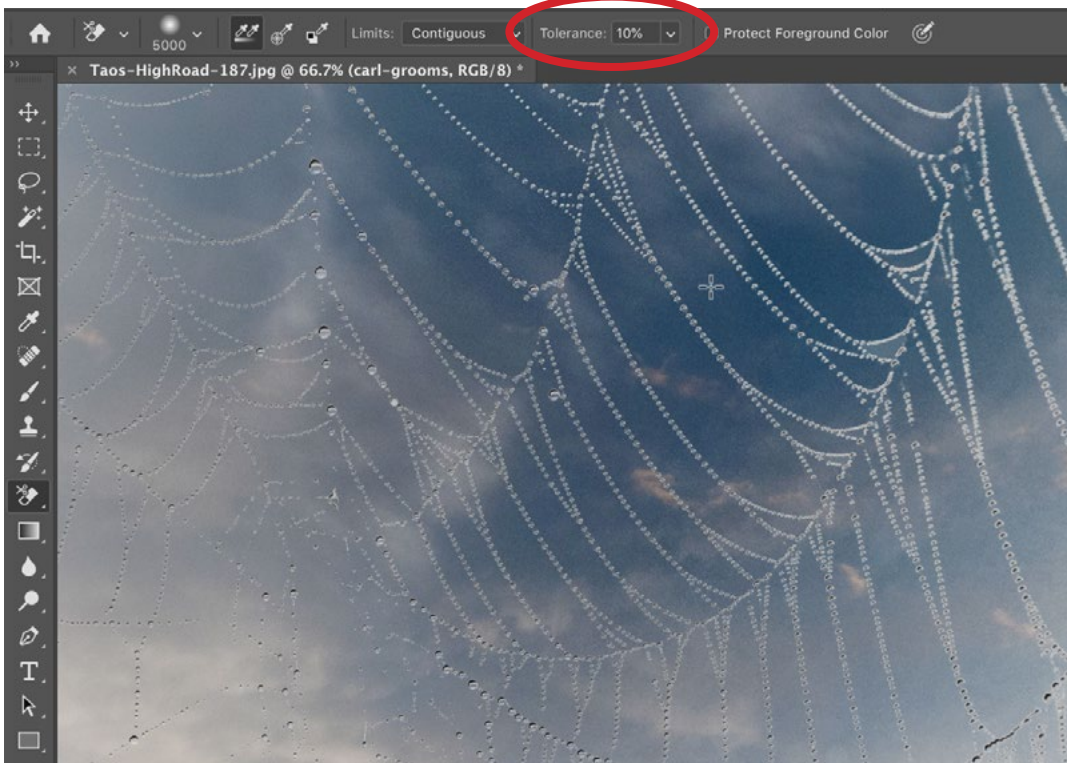 5000 Limits: Contiguous Tolerance: 10% Protect Foreground Color
» × Taos-HighRoad-187.jpg @ 66.7% (carl-grooms, RGB/8) *
T